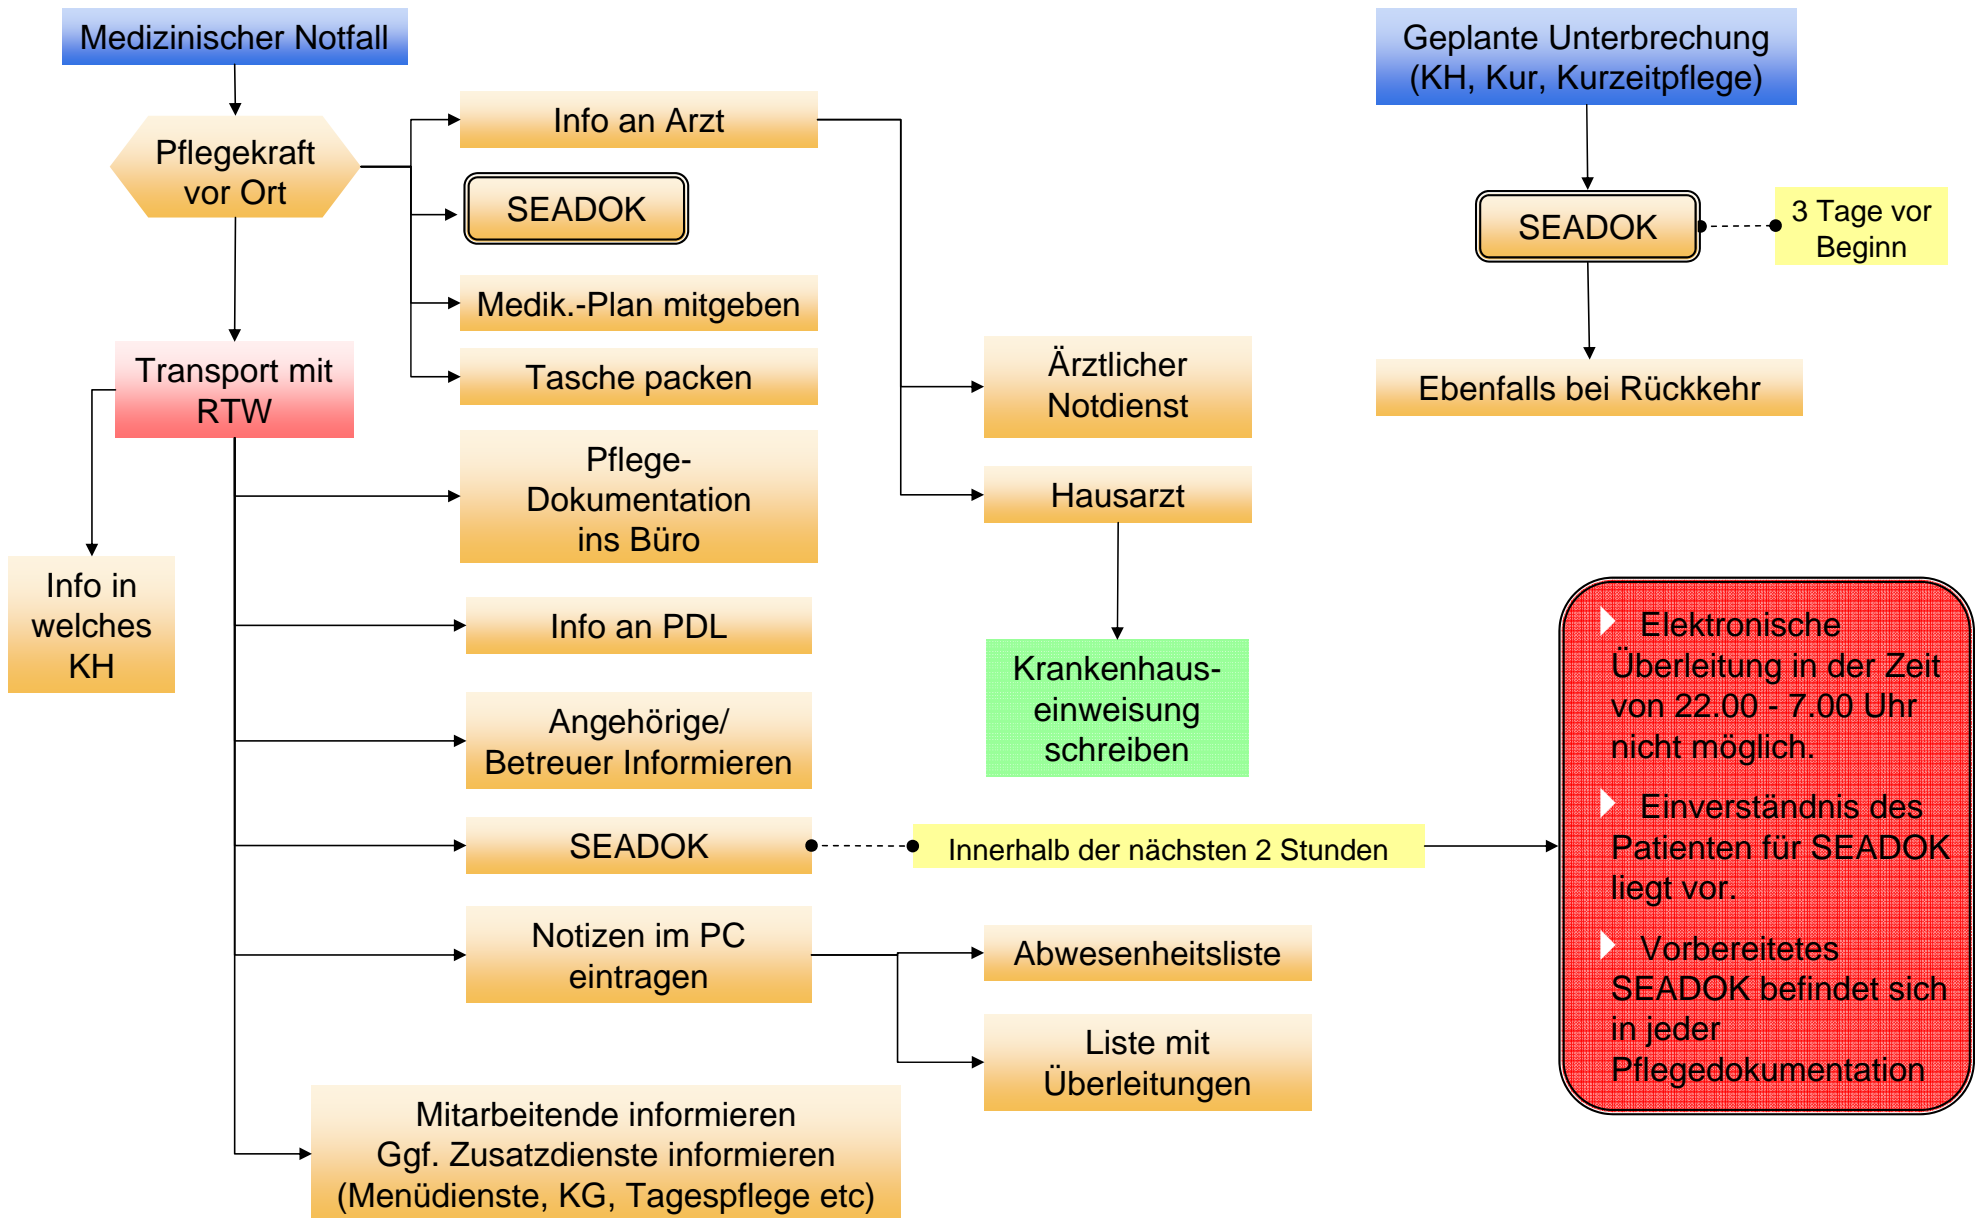 Medizinischer Notfall
Pflegekraft
vor Ort
Info an Arzt
SEADOK
Medik.-Plan mitgeben
Tasche packen
Transport mit
RTW
Info in
welches
KH
Pflege-
Dokumentation
ins Büro
Info an PDL
Angehörige/
Betreuer Informieren
SEADOK
Innerhalb der nächsten 2 Stunden
Notizen im PC
eintragen
Abwesenheitsliste
Liste mit
Überleitungen
Mitarbeitende informieren
Ggf. Zusatzdienste informieren
(Menüdienste, KG, Tagespflege etc)
Ärztlicher
Notdienst
Hausarzt
Krankenhaus-
einweisung
schreiben
Geplante Unterbrechung
(KH, Kur, Kurzeitpflege)
SEADOK
3 Tage vor
Beginn
Ebenfalls bei Rückkehr
Elektronische
Überleitung in der Zeit
von 22.00 - 7.00 Uhr
nicht möglich.
Einverständnis des
Patienten für SEADOK
liegt vor.
Vorbereitetes
SEADOK befindet sich
in jeder
Pflegedokumentation